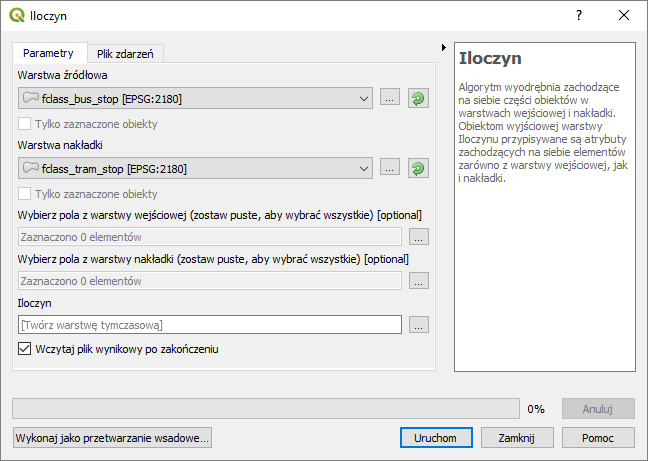 Iloczyn
?
Parametry
Plik zdarzeń
Warstwa źródłowa
fclass_bus_stop [EPSG:2180]
...
Tylko zaznaczone obiekty
Warstwa nakładki
fclass_tram_stop [EPSG:2180]
...
Tylko zaznaczone obiekty
Wybierz pola z warstwy wejściowej (zostaw puste, aby wybrać wszystkie) [optional]
Zaznaczono 0 elementów
...
Wybierz pola z warstwy nakładki (zostaw puste, aby wybrać wszystkie) [optional]
Zaznaczono 0 elementów
...
Iloczyn
[Twórz warstwę tymczasową]
...
Wczytaj plik wynikowy po zakończeniu
Iloczyn
Algorytm wyodrębnia zachodzące
na siebie części obiektów w
warstwach wejściowej i nakładki.
Obiektom wyjściowej warstwy
Iloczynu przypisywane są atrybuty
zachodzących na siebie elementów
zarówno z warstwy wejściowej, jak
i nakładki.
0%
Anuluj
Wykonaj jako przetwarzanie wsadowe...
Uruchom
Zamknij
Pomoc